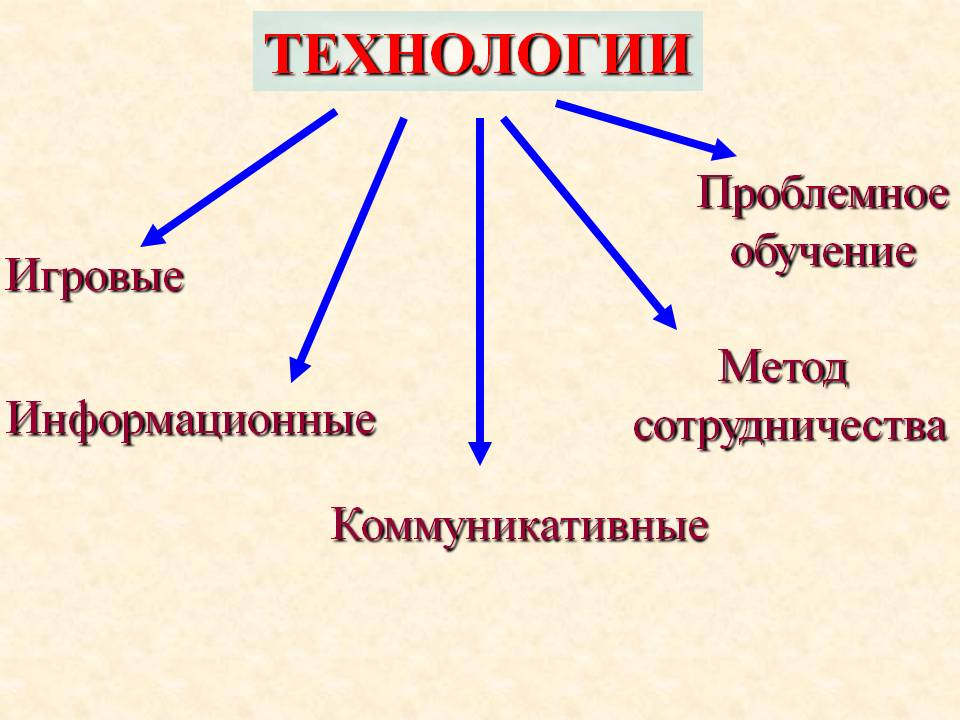 ТЕХНОЛОГИИ
Проблемное
обучение
Игровые
Метод
сотрудничества
Информационные
Коммуникативные